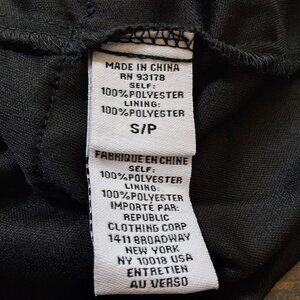 MADE IN CHINA
RN 93178
SELF:
100%POLYESTER
LINING:
100%POLYESTER
S/P
FABRIQUE EN CHINE
SELF:
100%POLYESTER
LINING:
100%POLYESTER
IMPORTÉ PAR:
REPUBLIC
CLOTHING CORP
1411 BROADWAY
NEW YORK
NY 10018 USA
ENTRETIEN
AU VERSO